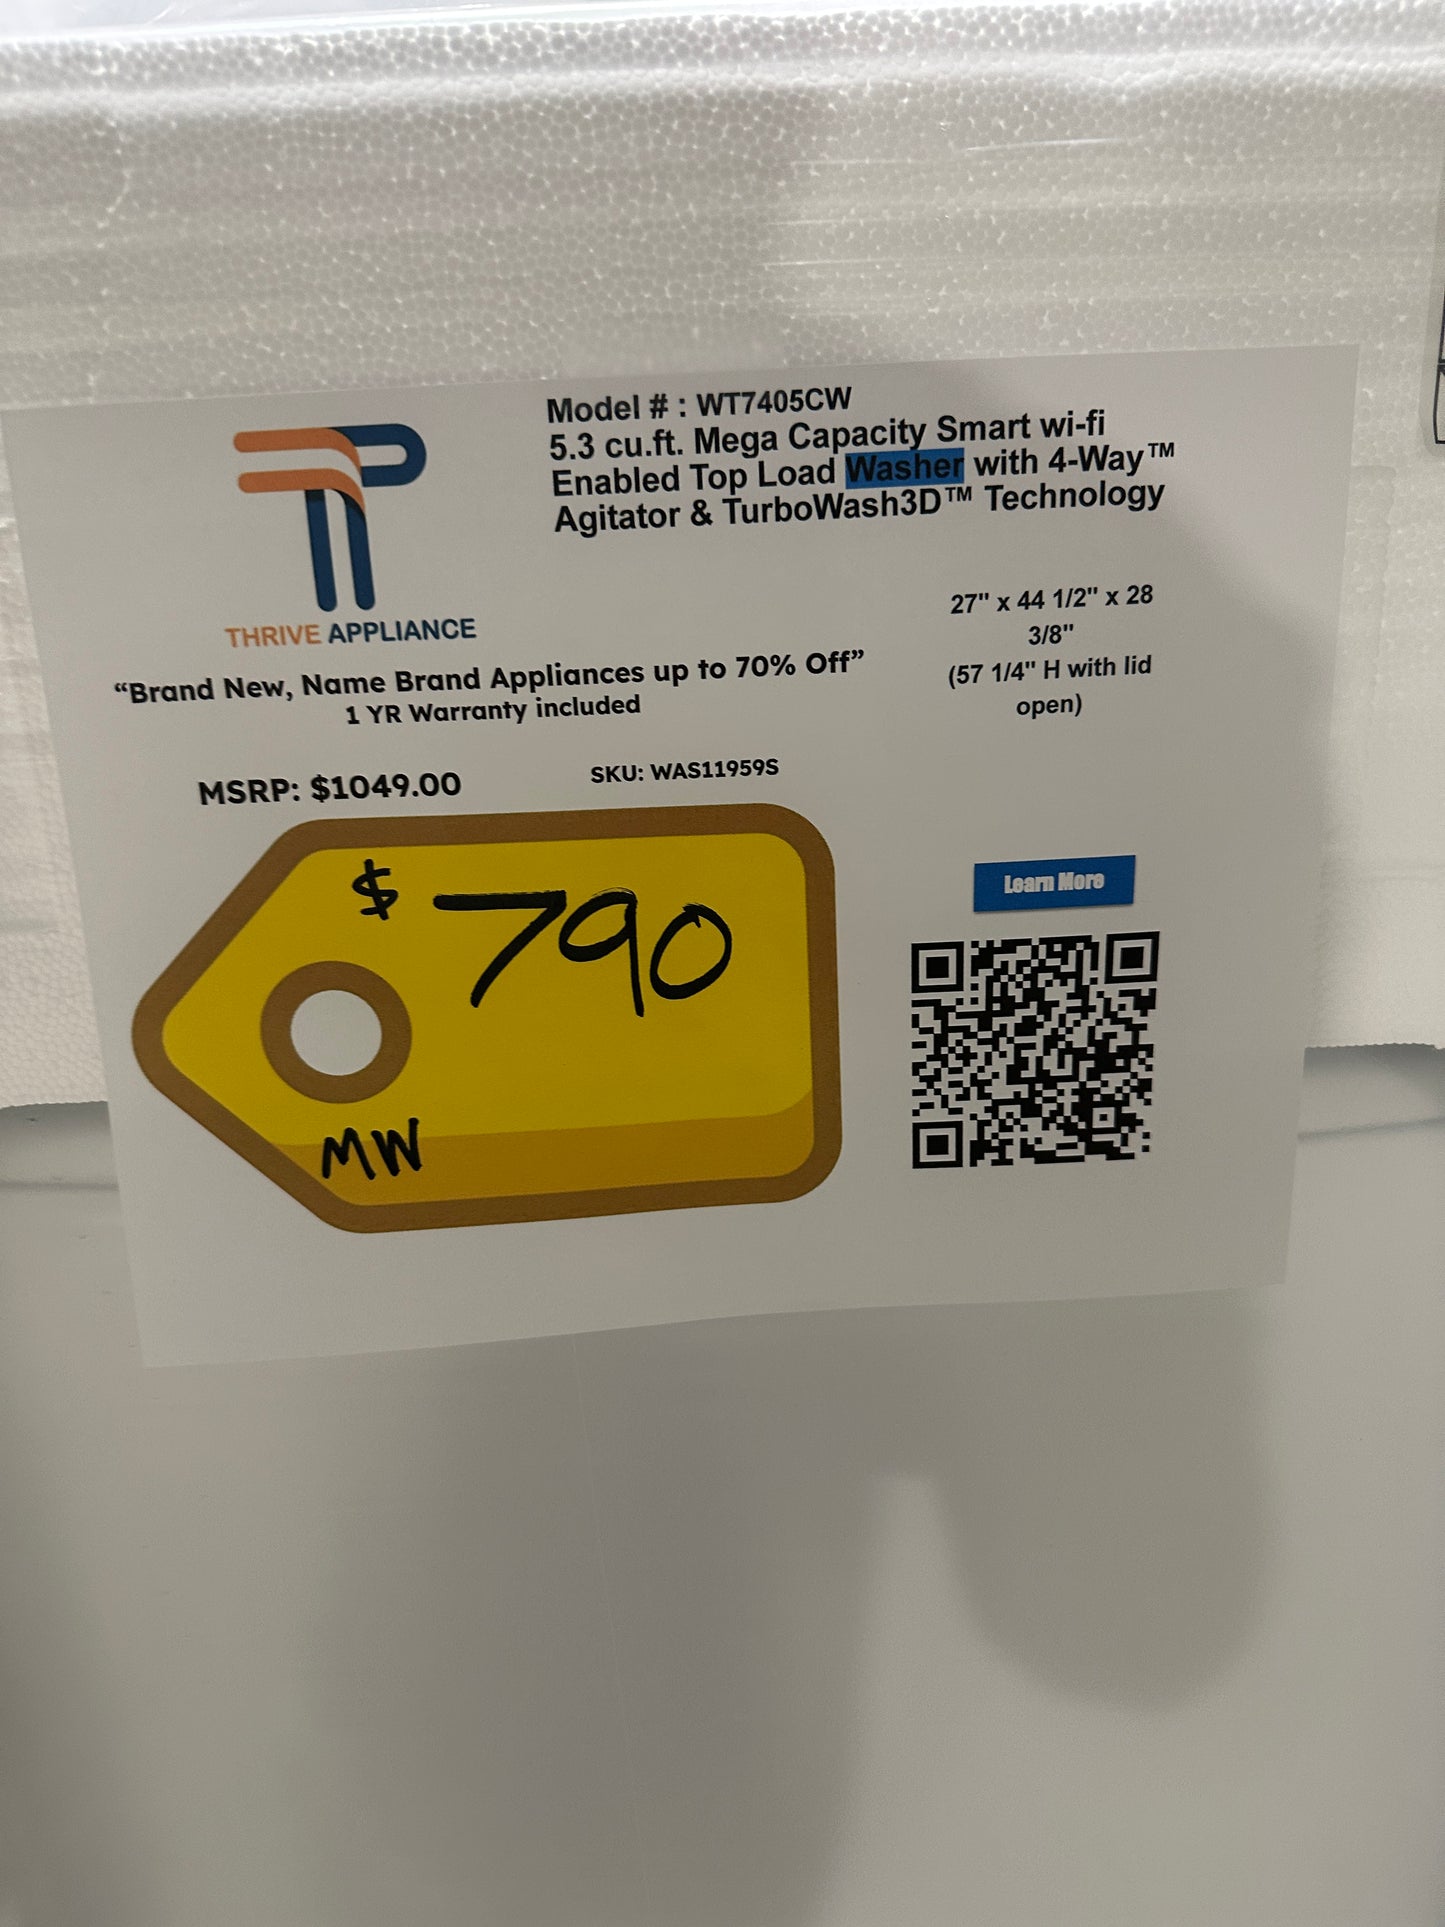 Model # : WT7405CW
5.3 cu.ft. Mega Capacity Smart wi-fi
Enabled Top Load Washer with 4-Way™
Agitator & TurboWash3D™ Technology
THRIVE APPLIANCE
“Brand New, Name Brand Appliances up to 70% Off”
1 YR Warranty included
27" x 44 1/2" x 28
3/8"
(57 1/4" H with lid
open)
MSRP: $1049.00
SKU: WAS11959S
$ 790
MW
Learn More